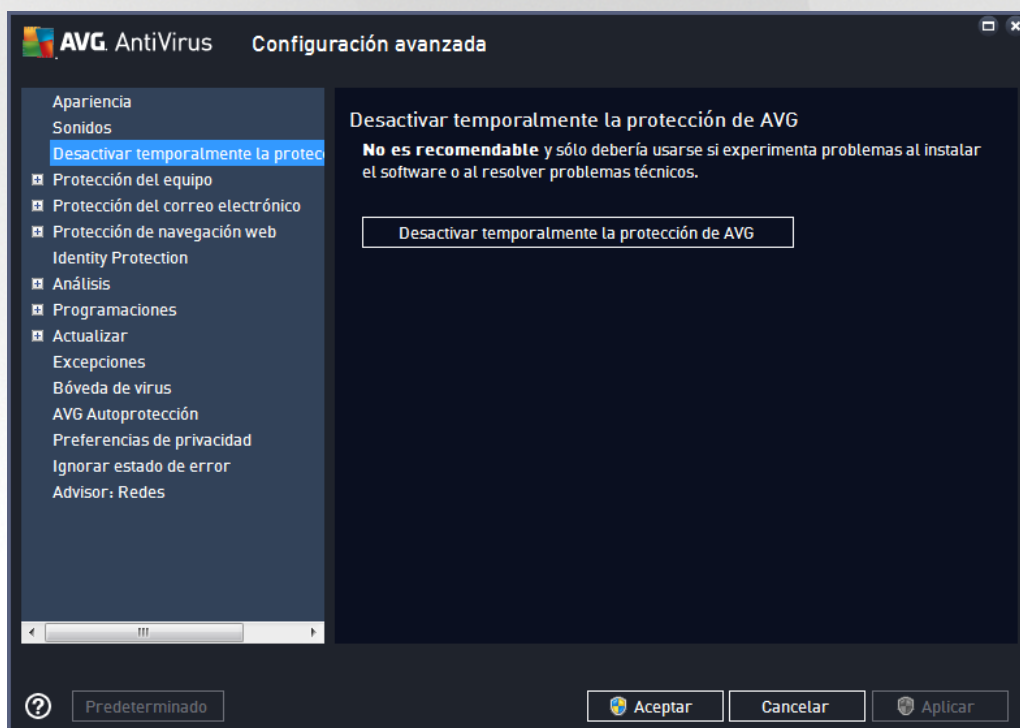 AVG AntiVirus Configuración avanzada
Apariencia
Sonidos
Desactivar temporalmente la protec
Protección del equipo
Protección del correo electrónico
Protección de navegación web
Identity Protection
Análisis
Programaciones
Actualizar
Excepciones
Bóveda de virus
AVG Autoprotección
Preferencias de privacidad
Ignorar estado de error
Advisor: Redes
Desactivar temporalmente la protección de AVG
No es recomendable y sólo debería usarse si experimenta problemas al instalar
el software o al resolver problemas técnicos.
Desactivar temporalmente la protección de AVG
? Predeterminado Aceptar Cancelar Aplicar